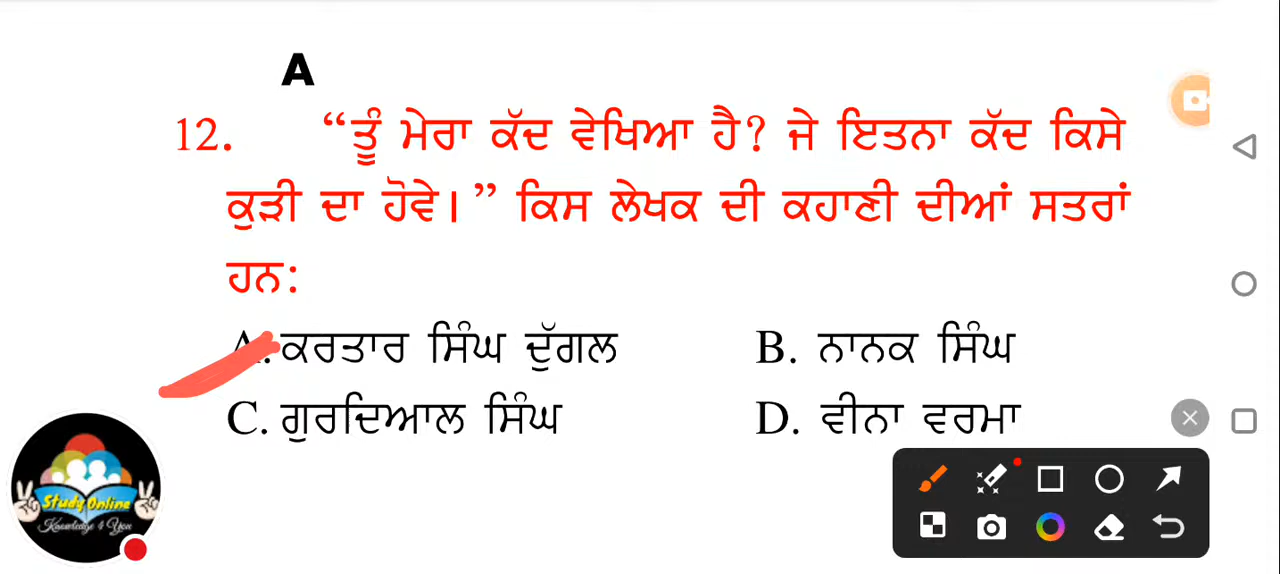 A
12. “ਤੂੰ ਮੇਰਾ ਕੱਦ ਵੇਖਿਆ ਹੈ? ਜੇ ਇਤਨਾ ਕੱਦ ਕਿਸੇ
ਕੁੜੀ ਦਾ ਹੋਵੇ।” ਕਿਸ ਲੇਖਕ ਦੀ ਕਹਾਣੀ ਦੀਆਂ ਸਤਰਾਂ
ਹਨ:
A. ਕਰਤਾਰ ਸਿੰਘ ਦੁੱਗਲ B. ਨਾਨਕ ਸਿੰਘ
C. ਗੁਰਦਿਆਲ ਸਿੰਘ D. ਵੀਨਾ ਵਰਮਾ
Study Online
Knowledge 4 You